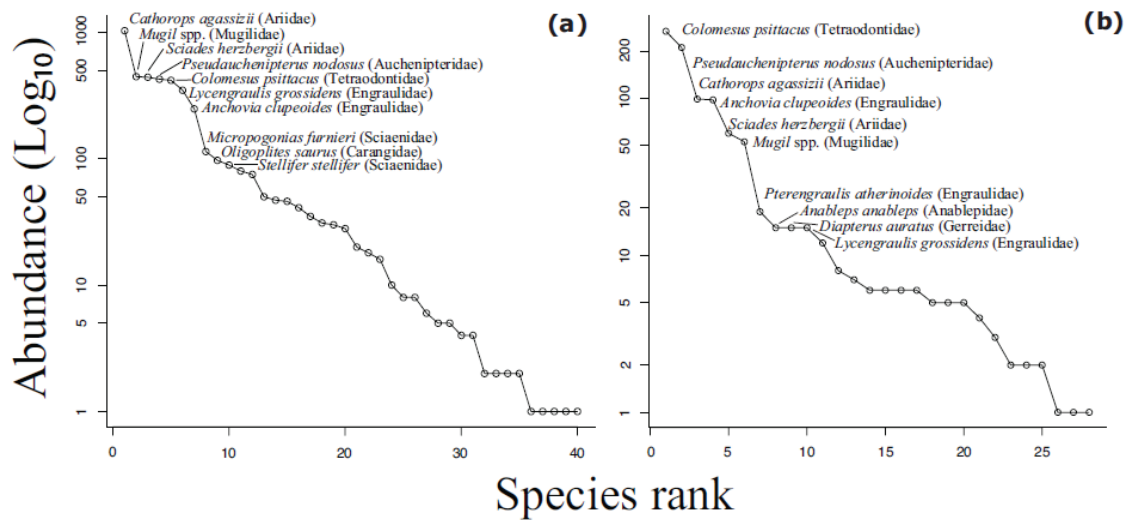 Abundance (Log10)
(a)
1000
500
100
50
10
5
1
Cathorops agassizii (Ariidae)
Mugil spp. (Mugilidae)
Sciades herzbergii (Ariidae)
Pseudauchenipterus nodosus (Auchenipteridae)
Colomesus psittacus (Tetraodontidae)
Lycengraulis grossidens (Engraulidae)
Anchovia clupeoides (Engraulidae)
Micropogonias furnieri (Sciaenidae)
Oligoplites saurus (Carangidae)
Stellifer stellifer (Sciaenidae)
0 10 20 30 40
(b)
200
100
50
20
10
5
2
1
Colomesus psittacus (Tetraodontidae)
Pseudauchenipterus nodosus (Auchenipteridae)
Cathorops agassizii (Ariidae)
Anchovia clupeoides (Engraulidae)
Sciades herzbergii (Ariidae)
Mugil spp. (Mugilidae)
Pterengraulis atherinoides (Engraulidae)
Anableps anableps (Anablepidae)
Diapterus auratus (Gerreidae)
Lycengraulis grossidens (Engraulidae)
0 5 10 15 20 25
Species rank